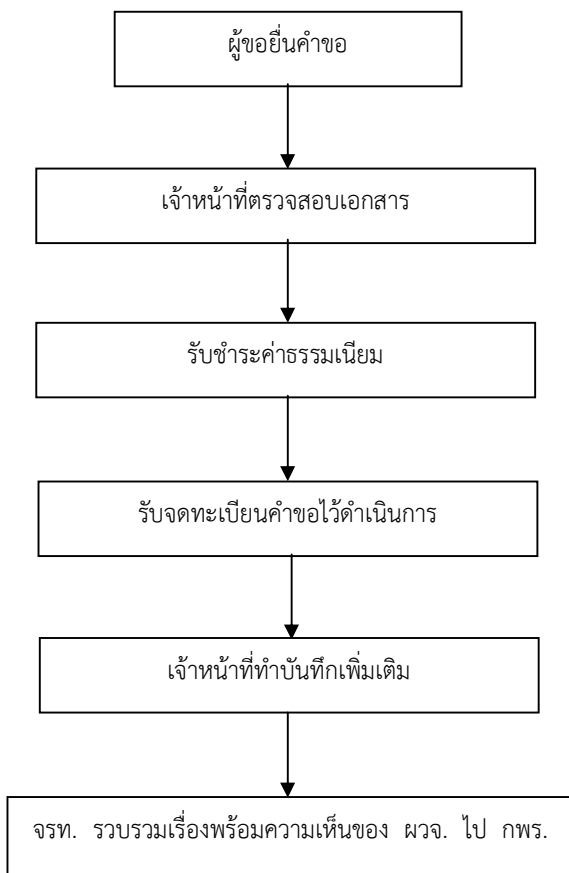 ผู้ขอยื่นคำขอ
เจ้าหน้าที่ตรวจสอบเอกสาร
รับชำระค่าธรรมเนียม
รับจดทะเบียนคำขอไว้ดำเนินการ
เจ้าหน้าที่ทำบันทึกเพิ่มเติม
จรท. รวบรวมเรื่องพร้อมความเห็นของ ผวจ. ไป กพร.